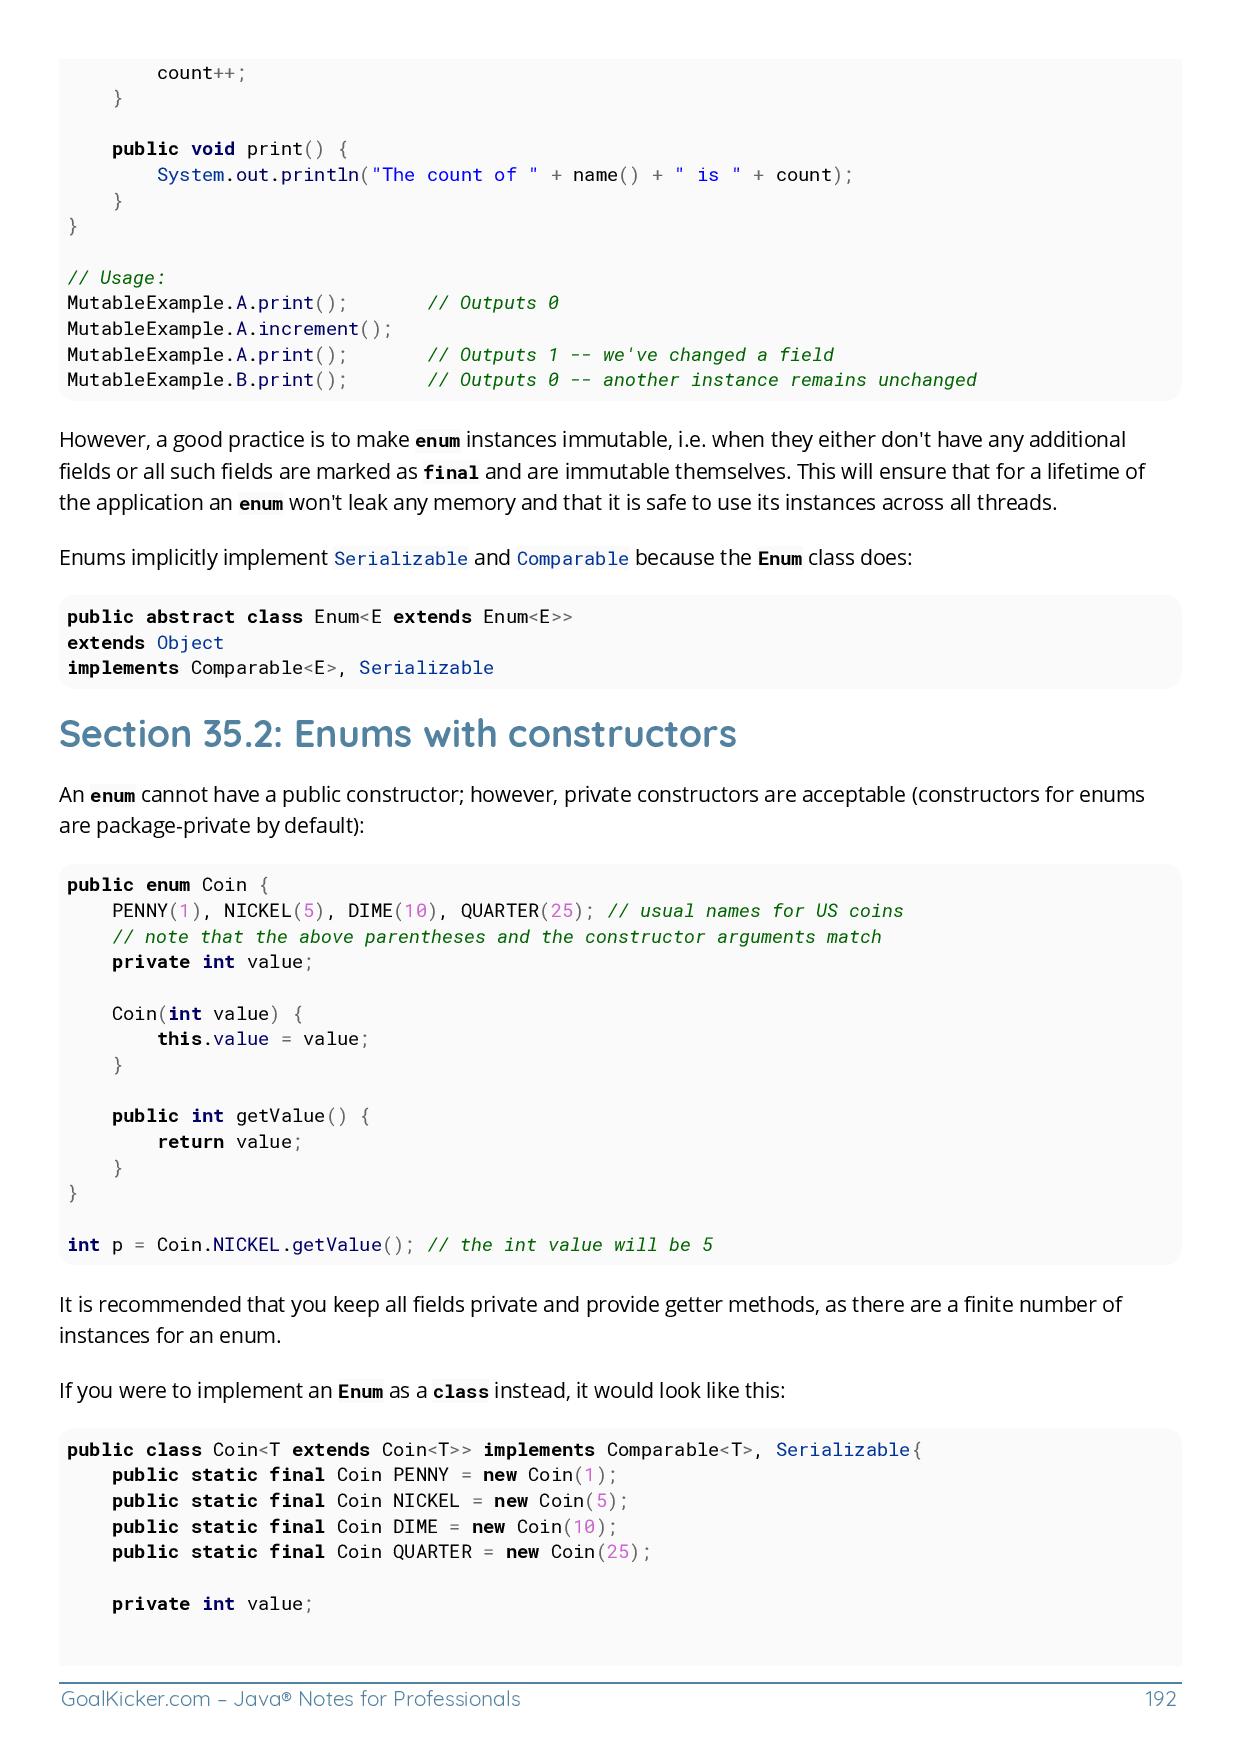 count++;
    }

    public void print() {
        System.out.println("The count of " + name() + " is " + count);
    }
}

// Usage:
MutableExample.A.print();       // Outputs 0
MutableExample.A.increment();
MutableExample.A.print();       // Outputs 1 -- we've changed a field
MutableExample.B.print();       // Outputs 0 -- another instance remains unchanged

However, a good practice is to make enum instances immutable, i.e. when they either don't have any additional
fields or all such fields are marked as final and are immutable themselves. This will ensure that for a lifetime of
the application an enum won't leak any memory and that it is safe to use its instances across all threads.

Enums implicitly implement Serializable and Comparable because the Enum class does:

public abstract class Enum<E extends Enum<E>>
extends Object
implements Comparable<E>, Serializable

Section 35.2: Enums with constructors

An enum cannot have a public constructor; however, private constructors are acceptable (constructors for enums
are package-private by default):

public enum Coin {
    PENNY(1), NICKEL(5), DIME(10), QUARTER(25); // usual names for US coins
    // note that the above parentheses and the constructor arguments match
    private int value;

    Coin(int value) {
        this.value = value;
    }

    public int getValue() {
        return value;
    }
}

int p = Coin.NICKEL.getValue(); // the int value will be 5

It is recommended that you keep all fields private and provide getter methods, as there are a finite number of
instances for an enum.

If you were to implement an Enum as a class instead, it would look like this:

public class Coin<T extends Coin<T>> implements Comparable<T>, Serializable{
    public static final Coin PENNY = new Coin(1);
    public static final Coin NICKEL = new Coin(5);
    public static final Coin DIME = new Coin(10);
    public static final Coin QUARTER = new Coin(25);

    private int value;

GoalKicker.com – Java® Notes for Professionals
192